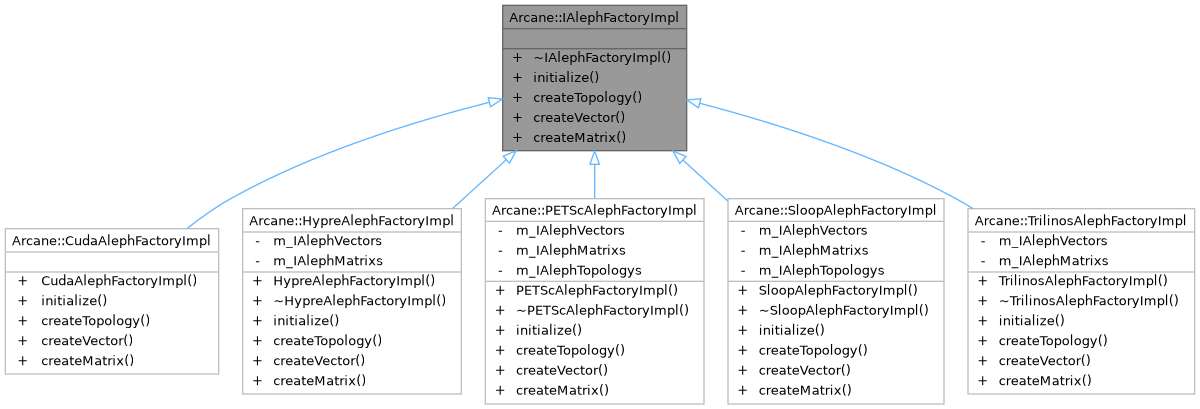 Arcane::IAlephFactoryImpl
+ ~IAlephFactoryImpl()
+ initialize()
+ createTopology()
+ createVector()
+ createMatrix()
Arcane::CudaAlephFactoryImpl
+ CudaAlephFactoryImpl()
+ initialize()
+ createTopology()
+ createVector()
+ createMatrix()
Arcane::HypreAlephFactoryImpl
- m_IAlephVectors
- m_IAlephMatrixs
+ HypreAlephFactoryImpl()
+ ~HypreAlephFactoryImpl()
+ initialize()
+ createTopology()
+ createVector()
+ createMatrix()
Arcane::PETScAlephFactoryImpl
- m_IAlephVectors
- m_IAlephMatrixs
- m_IAlephTopologys
+ PETScAlephFactoryImpl()
+ ~PETScAlephFactoryImpl()
+ initialize()
+ createTopology()
+ createVector()
+ createMatrix()
Arcane::SloopAlephFactoryImpl
- m_IAlephVectors
- m_IAlephMatrixs
- m_IAlephTopologys
+ SloopAlephFactoryImpl()
+ ~SloopAlephFactoryImpl()
+ initialize()
+ createTopology()
+ createVector()
+ createMatrix()
Arcane::TrilinosAlephFactoryImpl
- m_IAlephVectors
- m_IAlephMatrixs
+ TrilinosAlephFactoryImpl()
+ ~TrilinosAlephFactoryImpl()
+ initialize()
+ createTopology()
+ createVector()
+ createMatrix()